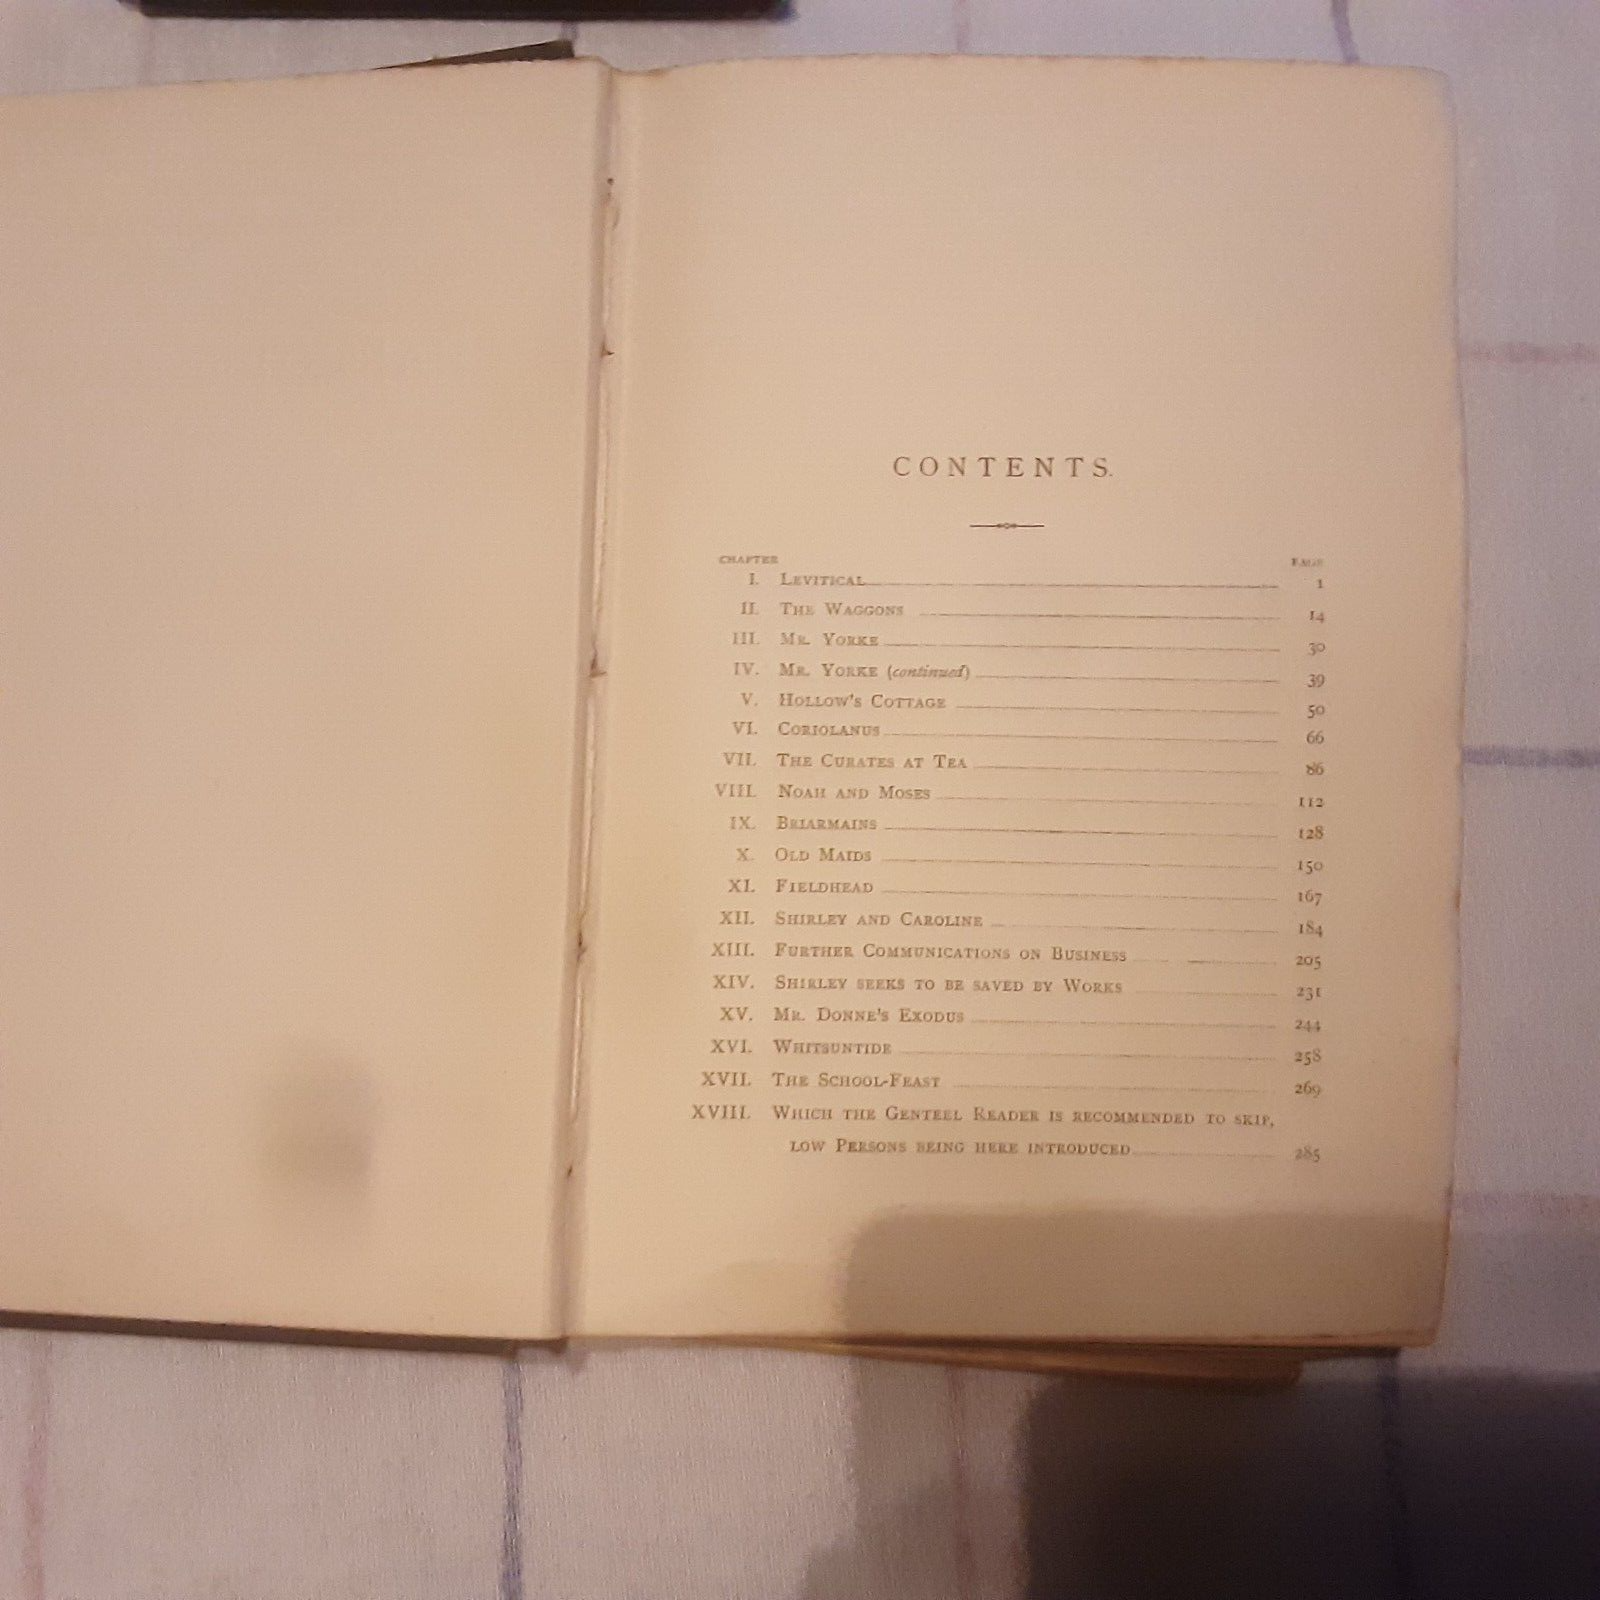 CONTENTS.
CHAPTER PAGE
I. LEVITICAL 1
II. THE WAGGONS 14
III. MR. YORKE 30
IV. MR. YORKE (continued) 39
V. HOLLOW'S COTTAGE 50
VI. CORIOLANUS 66
VII. THE CURATES AT TEA 86
VIII. NOAH AND MOSES 112
IX. BRIARMAINS 128
X. OLD MAIDS 150
XI. FIELDHEAD 167
XII. SHIRLEY AND CAROLINE 184
XIII. FURTHER COMMUNICATIONS ON BUSINESS 205
XIV. SHIRLEY SEEKS TO BE SAVED BY WORKS 231
XV. MR. DONNE'S EXODUS 244
XVI. WHITSUNTIDE 258
XVII. THE SCHOOL-FEAST 269
XVIII. WHICH THE GENTEEL READER IS RECOMMENDED TO SKIP,
LOW PERSONS BEING HERE INTRODUCED 285